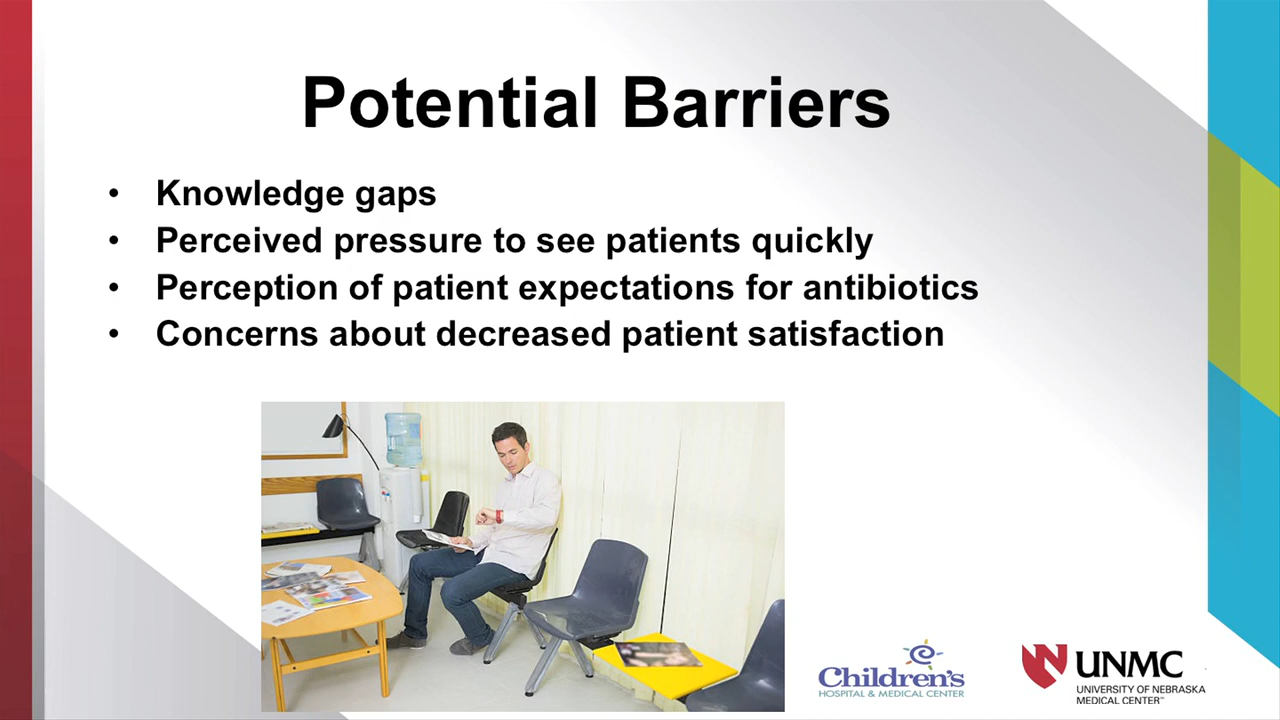 Potential Barriers
• Knowledge gaps
• Perceived pressure to see patients quickly
• Perception of patient expectations for antibiotics
• Concerns about decreased patient satisfaction
Children's
HOSPITAL & MEDICAL CENTER
UNMC
UNIVERSITY OF NEBRASKA
MEDICAL CENTER™